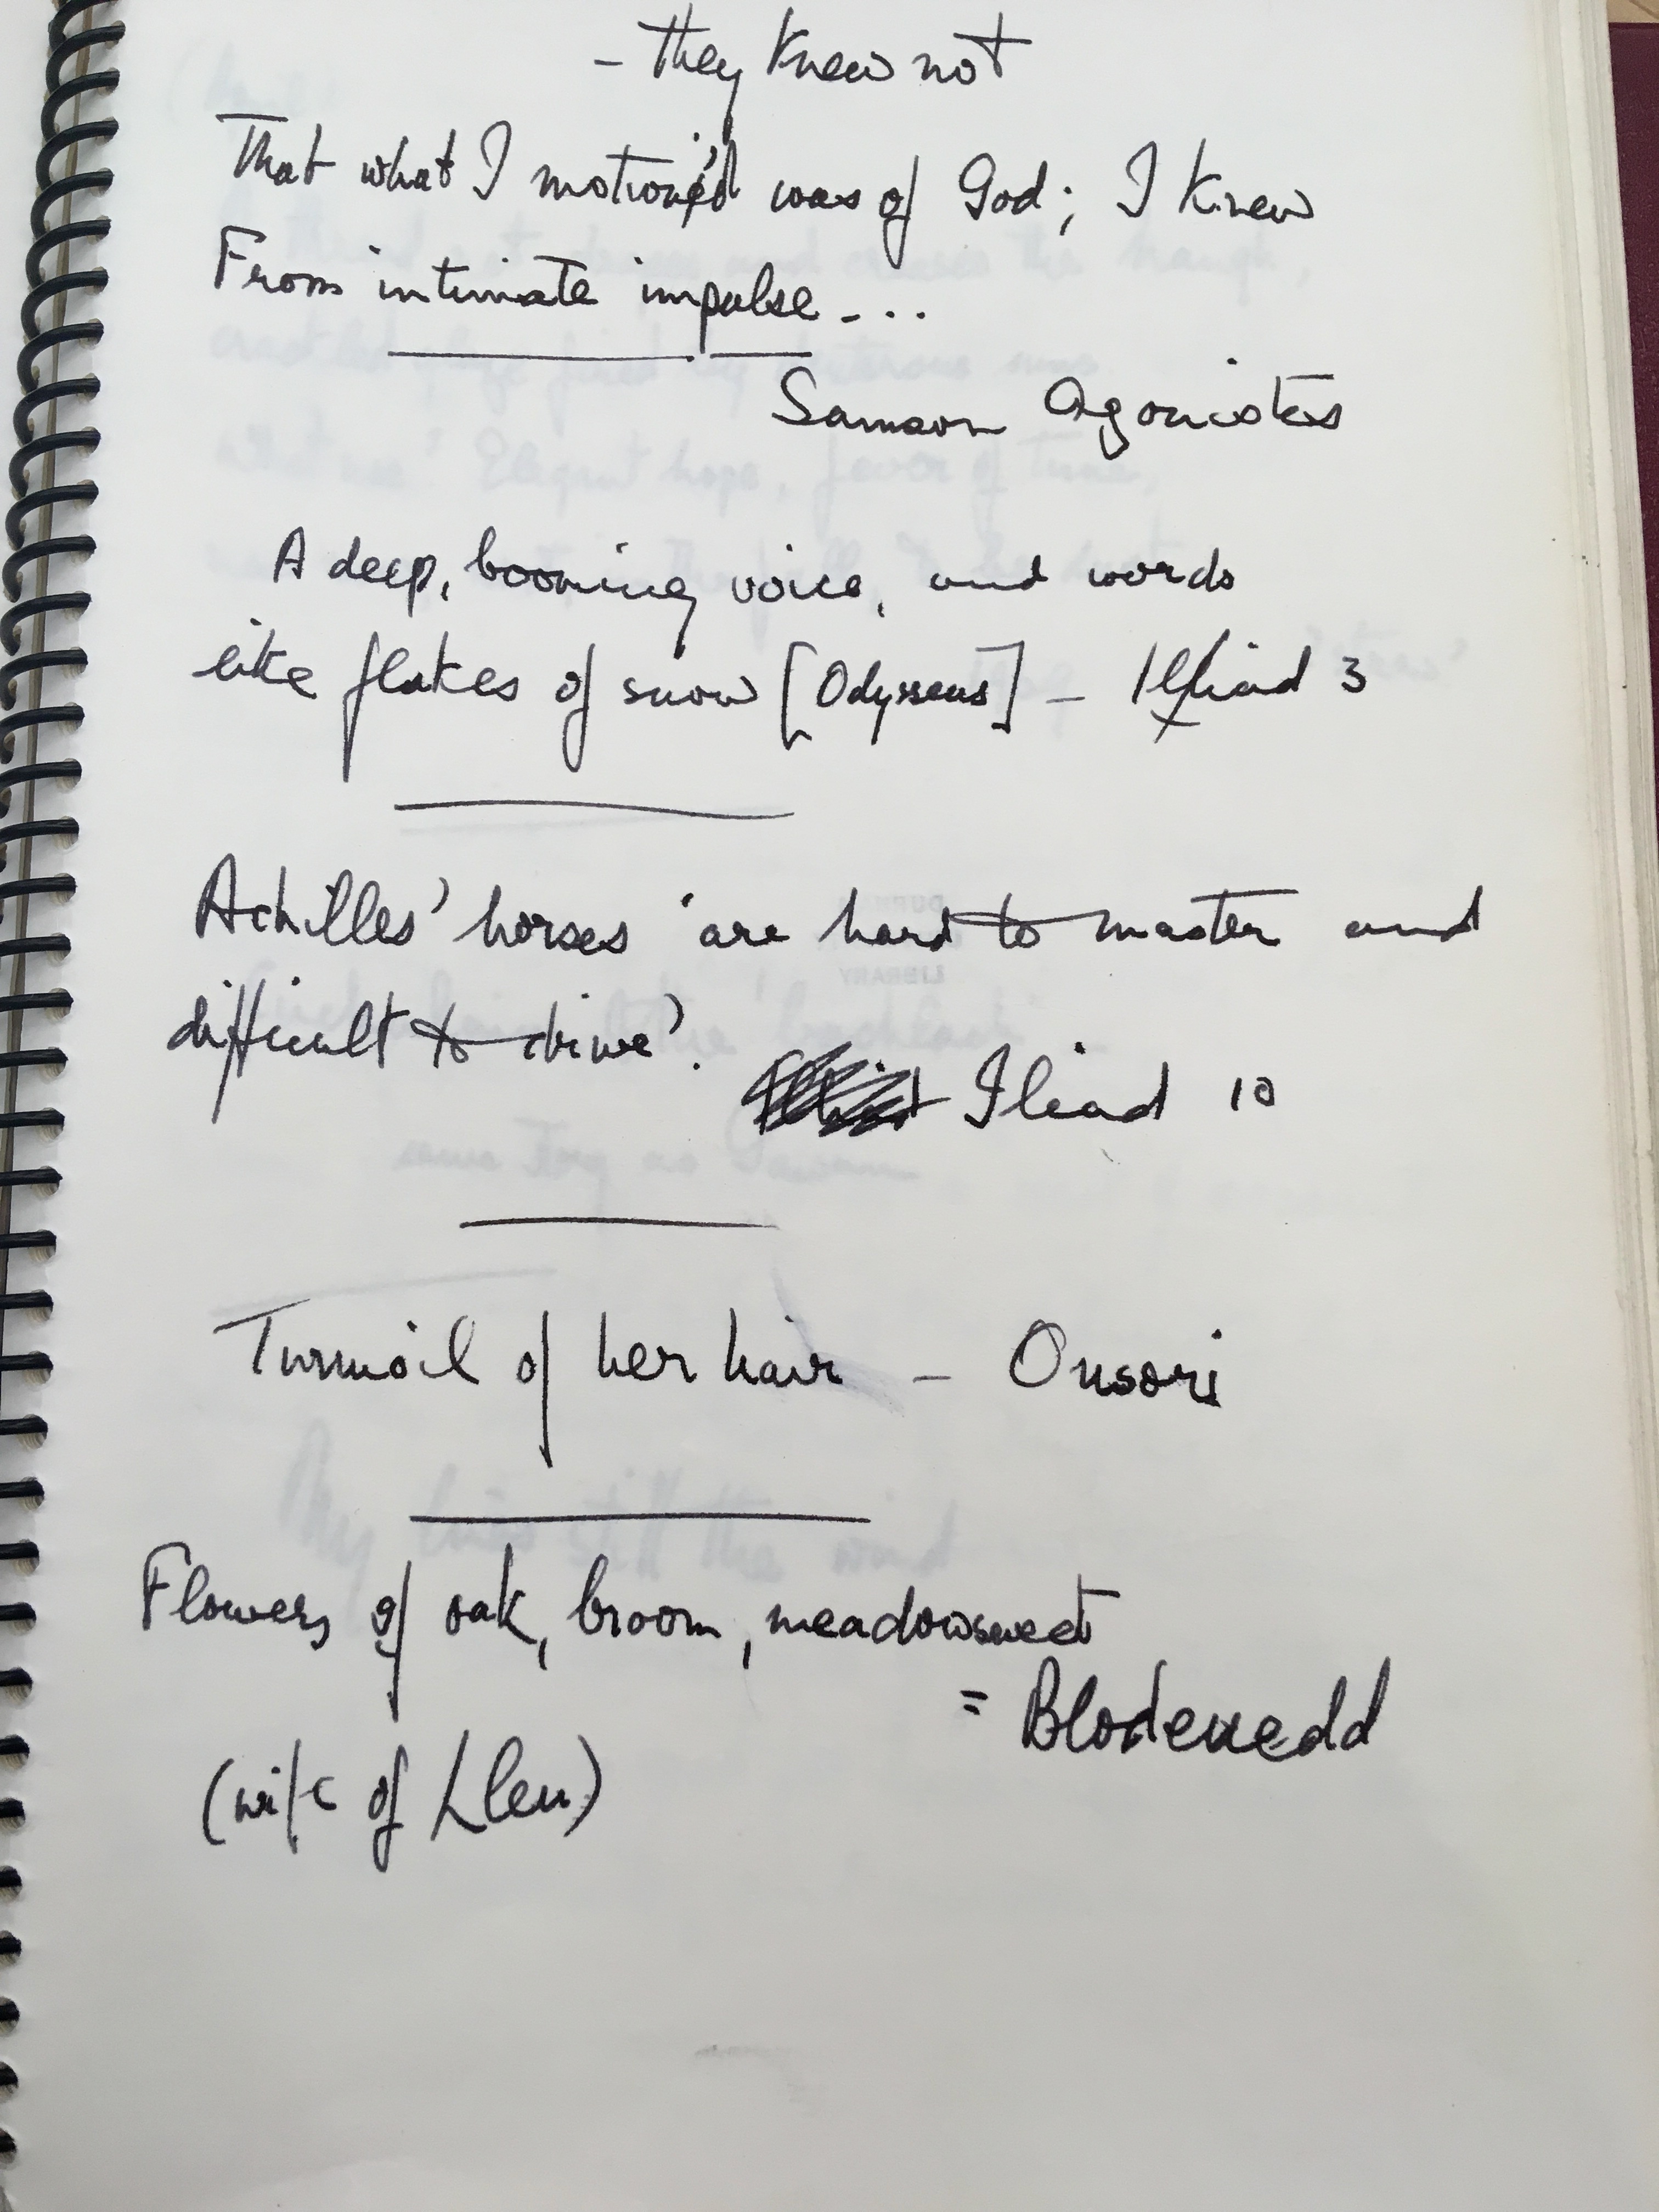 – they knew not
That what I motion'd was of God; I knew
From intimate impulse - ...
Samson Agonistes
A deep, booming voice, and words
like flakes of snow [Odysseus] – Iliad 3
Achilles' horses 'are hard to master and
difficult to drive'.
Iliad 10
Turmoil of her hair – Onsori
Flowers of oak, broom, meadowsweet
= Blodeuedd
(wife of Lleu)